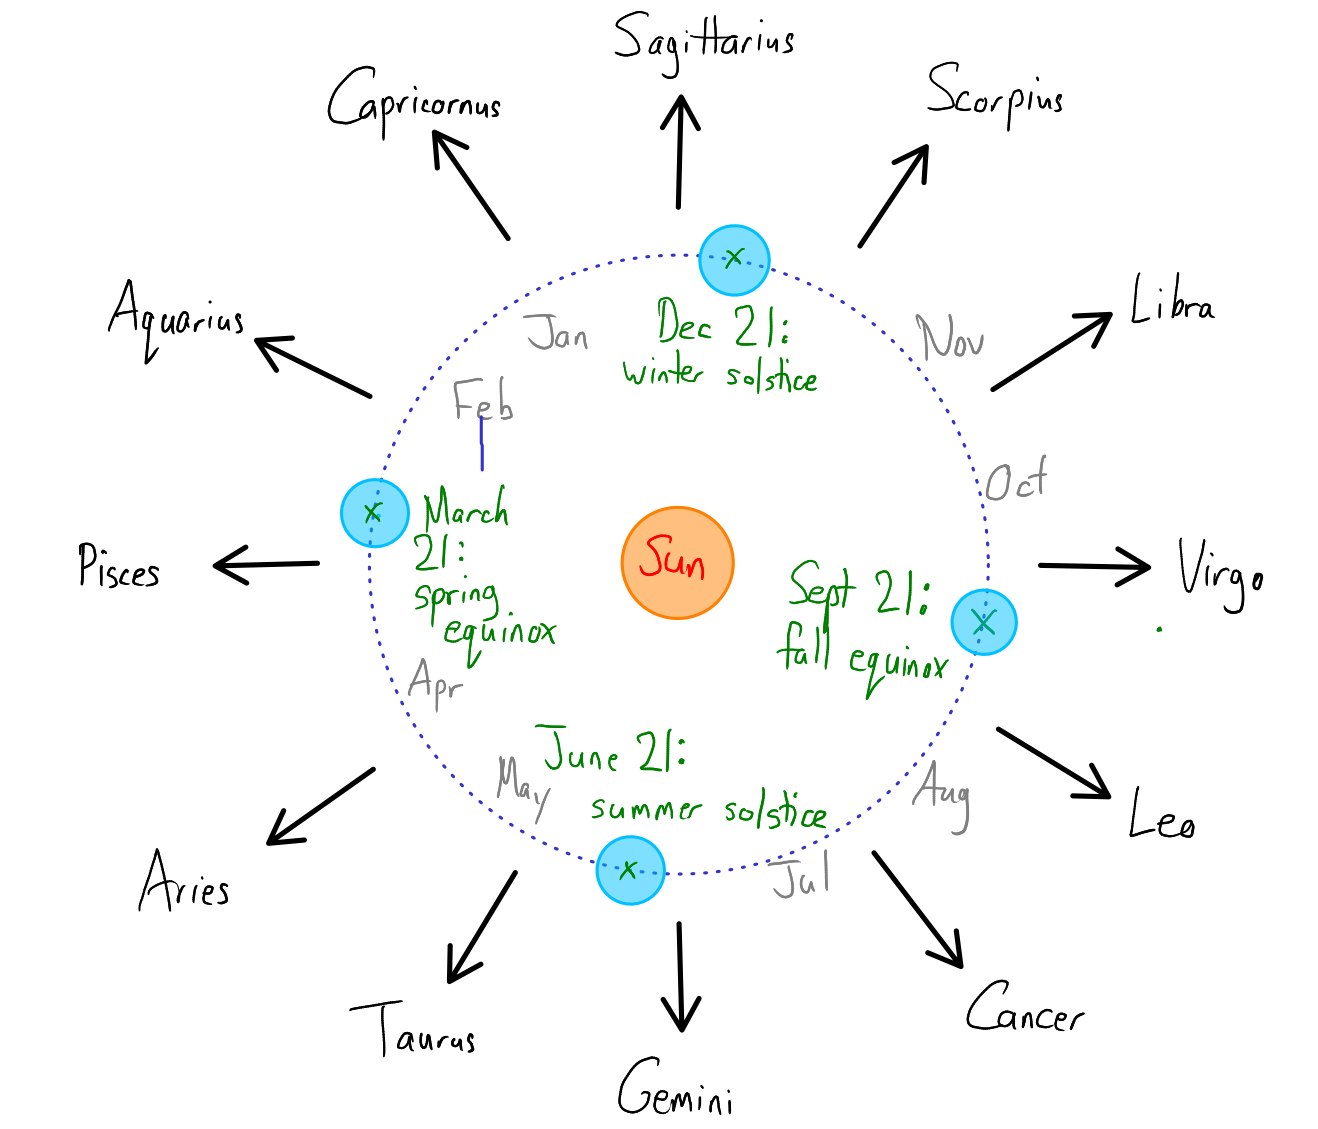 Sagittarius
Capricornus
Scorpius
Aquarius
Libra
Jan
Dec 21:
winter solstice
Nov
Feb
Oct
March
21:
spring
equinox
Pisces
Sun
Sept 21:
fall equinox
Virgo
Apr
May
June 21:
summer solstice
Aug
Jul
Leo
Aries
Taurus
Cancer
Gemini